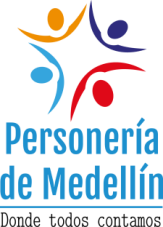 Personería
de Medellín
Donde todos contamos